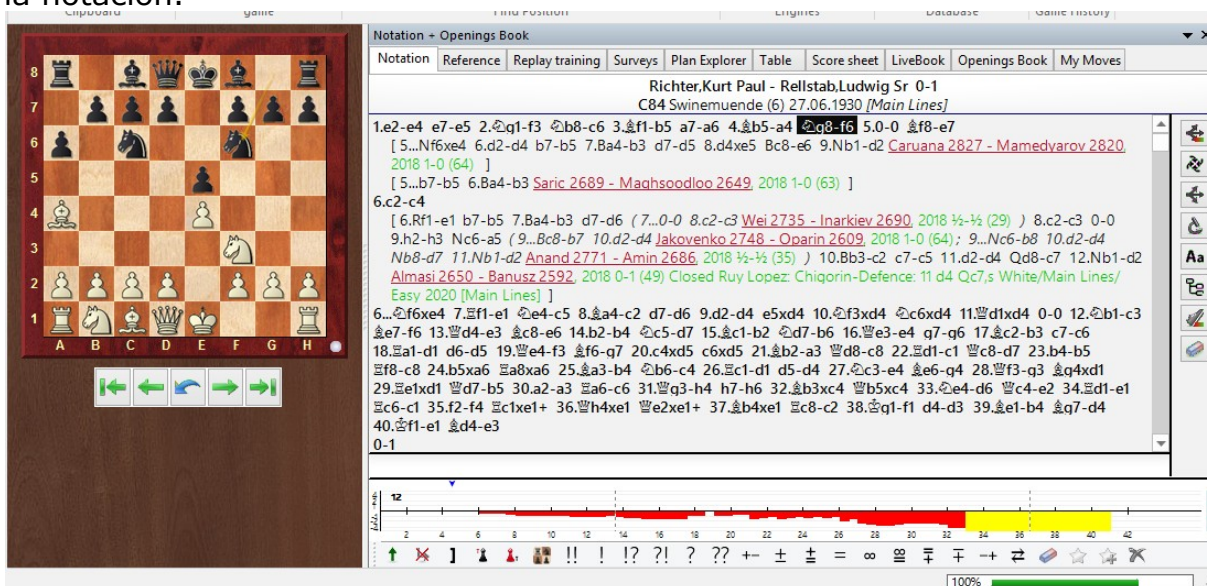 la notación.
Clipboard game Find Position Engines Database Game History
Notation + Openings Book
Notation Reference Replay training Surveys Plan Explorer Table Score sheet LiveBook Openings Book My Moves
Richter,Kurt Paul - Rellstab,Ludwig Sr 0-1
C84 Swinemuende (6) 27.06.1930 [Main Lines]
1.e2-e4 e7-e5 2.♘g1-f3 ♘b8-c6 3.♗f1-b5 a7-a6 4.♗b5-a4 ♘g8-f6 5.0-0 ♗f8-e7
[ 5...Nf6xe4 6.d2-d4 b7-b5 7.Ba4-b3 d7-d5 8.d4xe5 Bc8-e6 9.Nb1-d2 Caruana 2827 - Mamedyarov 2820,
2018 1-0 (64) ]
[ 5...b7-b5 6.Ba4-b3 Saric 2689 - Maghsoodloo 2649, 2018 1-0 (63) ]
6.c2-c4
[ 6.Rf1-e1 b7-b5 7.Ba4-b3 d7-d6 ( 7...0-0 8.c2-c3 Wei 2735 - Inarkiev 2690, 2018 ½-½ (29) ) 8.c2-c3 0-0
9.h2-h3 Nc6-a5 ( 9...Bc8-b7 10.d2-d4 Jakovenko 2748 - Oparin 2609, 2018 1-0 (64); 9...Nc6-b8 10.d2-d4
Nb8-d7 11.Nb1-d2 Anand 2771 - Amin 2686, 2018 ½-½ (35) ) 10.Bb3-c2 c7-c5 11.d2-d4 Qd8-c7 12.Nb1-d2
Almasi 2650 - Banusz 2592, 2018 0-1 (49) Closed Ruy Lopez: Chigorin-Defence: 11 d4 Qc7,s White/Main Lines/
Easy 2020 [Main Lines] ]
6...♘f6xe4 7.♖f1-e1 ♘e4-c5 8.♗a4-c2 d7-d6 9.d2-d4 e5xd4 10.♘f3xd4 ♘c6xd4 11.♕d1xd4 0-0 12.♘b1-c3
♗e7-f6 13.♕d4-e3 ♗c8-e6 14.b2-b4 ♘c5-d7 15.♗c1-b2 ♘d7-b6 16.♕e3-e4 g7-g6 17.♗c2-b3 c7-c6
18.♖a1-d1 d6-d5 19.♕e4-f3 ♗f6-g7 20.c4xd5 c6xd5 21.♗b2-a3 ♕d8-c8 22.♖d1-c1 ♕c8-d7 23.b4-b5
♖f8-c8 24.b5xa6 ♖a8xa6 25.♗a3-b4 ♘b6-c4 26.♖c1-d1 d5-d4 27.♘c3-e4 ♗e6-g4 28.♕f3-g3 ♗g4xd1
29.♖e1xd1 ♕d7-b5 30.a2-a3 ♖a6-c6 31.♕g3-h4 h7-h6 32.♗b3xc4 ♕b5xc4 33.♘e4-d6 ♕c4-e2 34.♖d1-e1
♖c6-c1 35.f2-f4 ♖c1xe1+ 36.♕h4xe1 ♕e2xe1+ 37.♗b4xe1 ♖c8-c2 38.♔g1-f1 d4-d3 39.♗e1-b4 ♗g7-d4
40.♔f1-e1 ♗d4-e3
0-1
8
7
6
5
4
3
2
1
A B C D E F G H
Aa
12
2 4 6 8 10 12 14 16 18 20 22 24 26 28 30 32 34 36 38 40 42
] !! ! !? ?! ? ?? +- ± ⩲ = ∞ ⩱ ∓ -+ ⇄
100%